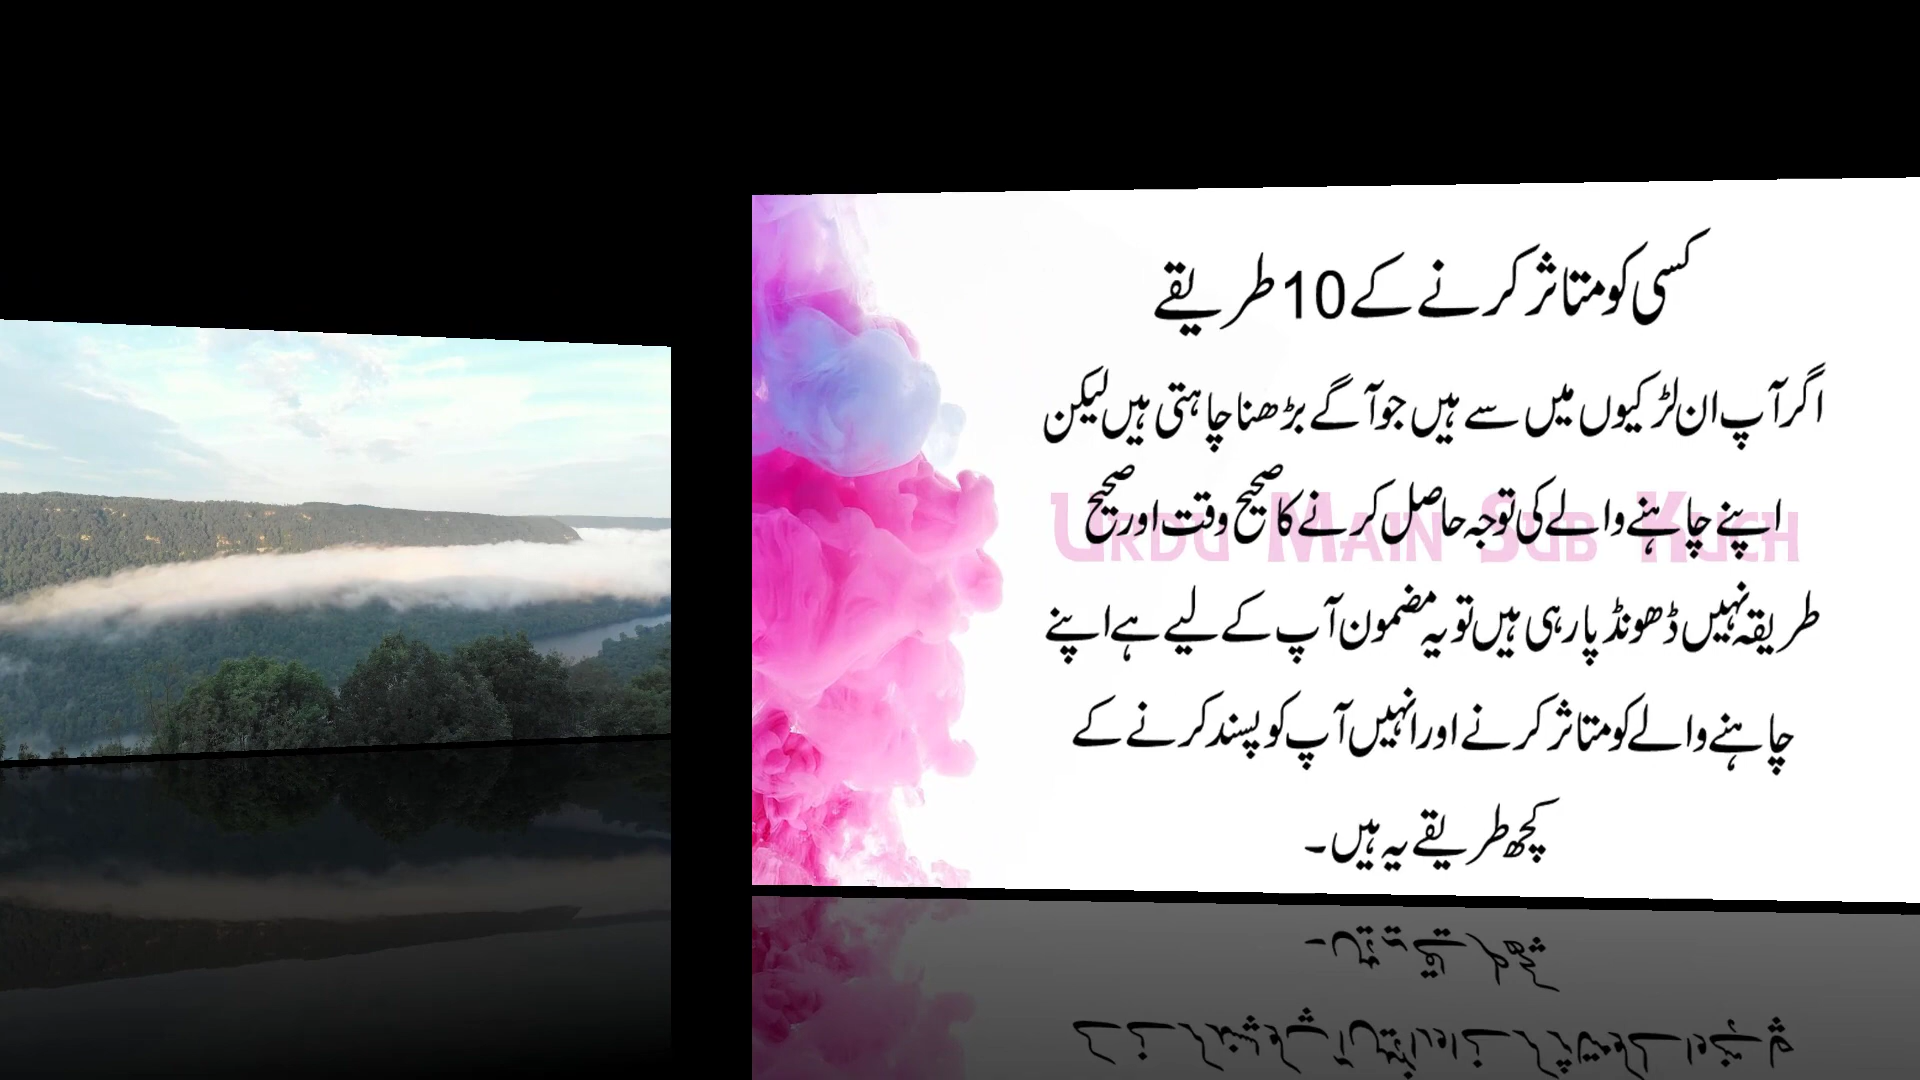 کسی کو متاثر کرنے کے 10 طریقے
اگر آپ ان لڑکیوں میں سے ہیں جو آگے بڑھنا چاہتی ہیں لیکن
اپنے چاہنے والے کی توجہ حاصل کرنے کا صحیح وقت اور صحیح
Urdu Main Sub Kuch
طریقہ نہیں ڈھونڈ پا رہی ہیں تو یہ مضمون آپ کے لیے ہے اپنے
چاہنے والے کو متاثر کرنے اور انہیں آپ کو پسند کرنے کے
کچھ طریقے یہ ہیں۔